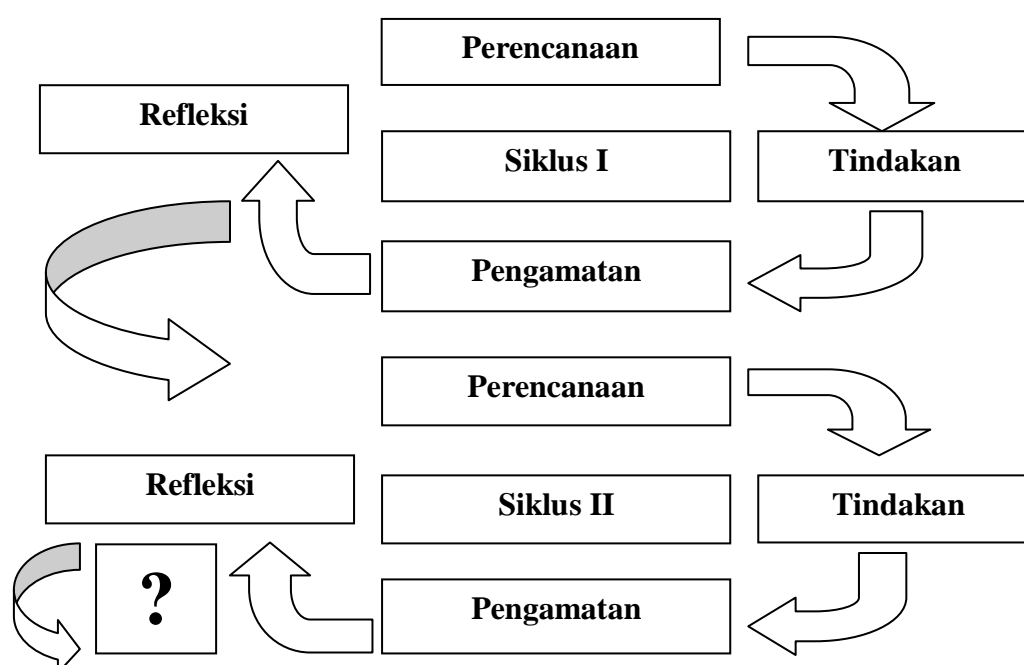 Perencanaan
Refleksi
Siklus I
Tindakan
Pengamatan
Perencanaan
Refleksi
Siklus II
Tindakan
?
Pengamatan